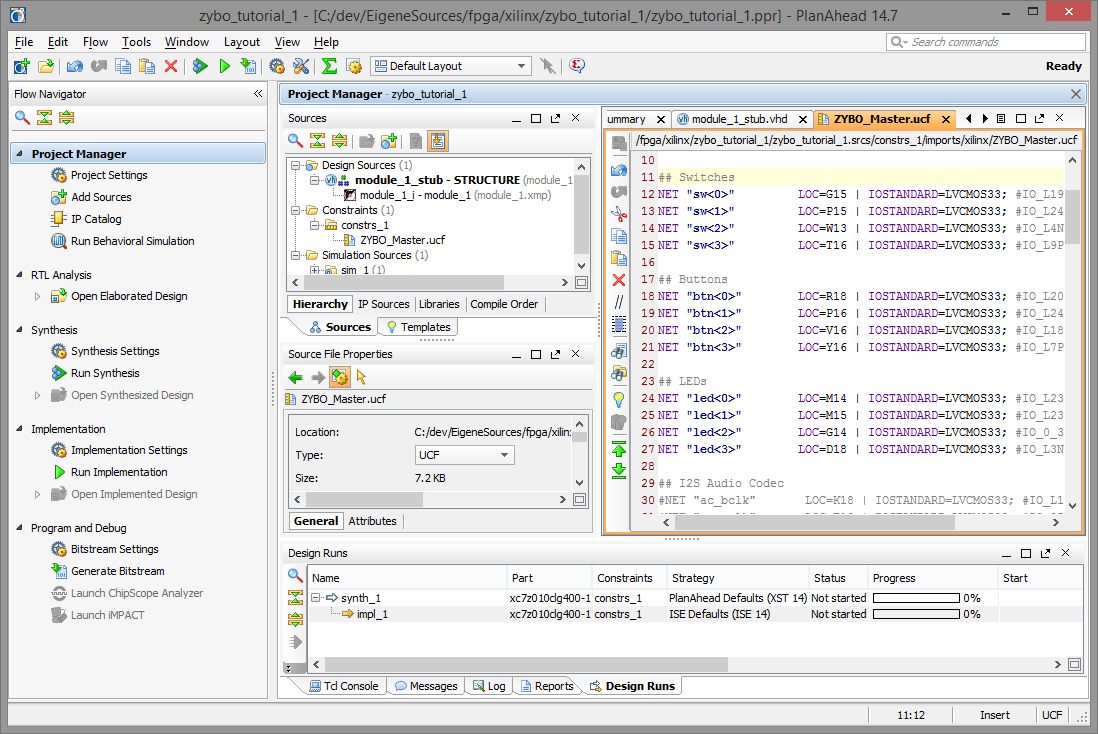 zybo_tutorial_1 - [C:/dev/EigeneSources/fpga/xilinx/zybo_tutorial_1/zybo_tutorial_1.ppr] - PlanAhead 14.7
File Edit Flow Tools Window Layout View Help
Search commands
Default Layout
Ready
Flow Navigator
Project Manager
Project Settings
Add Sources
IP Catalog
Run Behavioral Simulation
RTL Analysis
Open Elaborated Design
Synthesis
Synthesis Settings
Run Synthesis
Open Synthesized Design
Implementation
Implementation Settings
Run Implementation
Open Implemented Design
Program and Debug
Bitstream Settings
Generate Bitstream
Launch ChipScope Analyzer
Launch iMPACT
Project Manager - zybo_tutorial_1
Sources
Design Sources (1)
module_1_stub - STRUCTURE (module_1
module_1_i - module_1 (module_1.xmp)
Constraints (1)
constrs_1
ZYBO_Master.ucf
Simulation Sources (1)
sim_1 (1)
Hierarchy IP Sources Libraries Compile Order
Sources Templates
Source File Properties
ZYBO_Master.ucf
Location: C:/dev/EigeneSources/fpga/xilin
Type: UCF
Size: 7.2 KB
General Attributes
ummary module_1_stub.vhd ZYBO_Master.ucf
/fpga/xilinx/zybo_tutorial_1/zybo_tutorial_1.srcs/constrs_1/imports/xilinx/ZYBO_Master.ucf
10
11 ## Switches
12 NET "sw<0>" LOC=G15 | IOSTANDARD=LVCMOS33; #IO_L19
13 NET "sw<1>" LOC=P15 | IOSTANDARD=LVCMOS33; #IO_L24
14 NET "sw<2>" LOC=W13 | IOSTANDARD=LVCMOS33; #IO_L4N
15 NET "sw<3>" LOC=T16 | IOSTANDARD=LVCMOS33; #IO_L9P
16
17 ## Buttons
18 NET "btn<0>" LOC=R18 | IOSTANDARD=LVCMOS33; #IO_L20
19 NET "btn<1>" LOC=P16 | IOSTANDARD=LVCMOS33; #IO_L24
20 NET "btn<2>" LOC=V16 | IOSTANDARD=LVCMOS33; #IO_L18
21 NET "btn<3>" LOC=Y16 | IOSTANDARD=LVCMOS33; #IO_L7P
22
23 ## LEDs
24 NET "led<0>" LOC=M14 | IOSTANDARD=LVCMOS33; #IO_L23
25 NET "led<1>" LOC=M15 | IOSTANDARD=LVCMOS33; #IO_L23
26 NET "led<2>" LOC=G14 | IOSTANDARD=LVCMOS33; #IO_0_3
27 NET "led<3>" LOC=D18 | IOSTANDARD=LVCMOS33; #IO_L3N
28
29 ## I2S Audio Codec
30 #NET "ac_bclk" LOC=K18 | IOSTANDARD=LVCMOS33; #IO_L1
Design Runs
Name Part Constraints Strategy Status Progress Start
synth_1 xc7z010clg400-1 constrs_1 PlanAhead Defaults (XST 14) Not started 0%
impl_1 xc7z010clg400-1 constrs_1 ISE Defaults (ISE 14) Not started 0%
Tcl Console Messages Log Reports Design Runs
11:12 Insert UCF